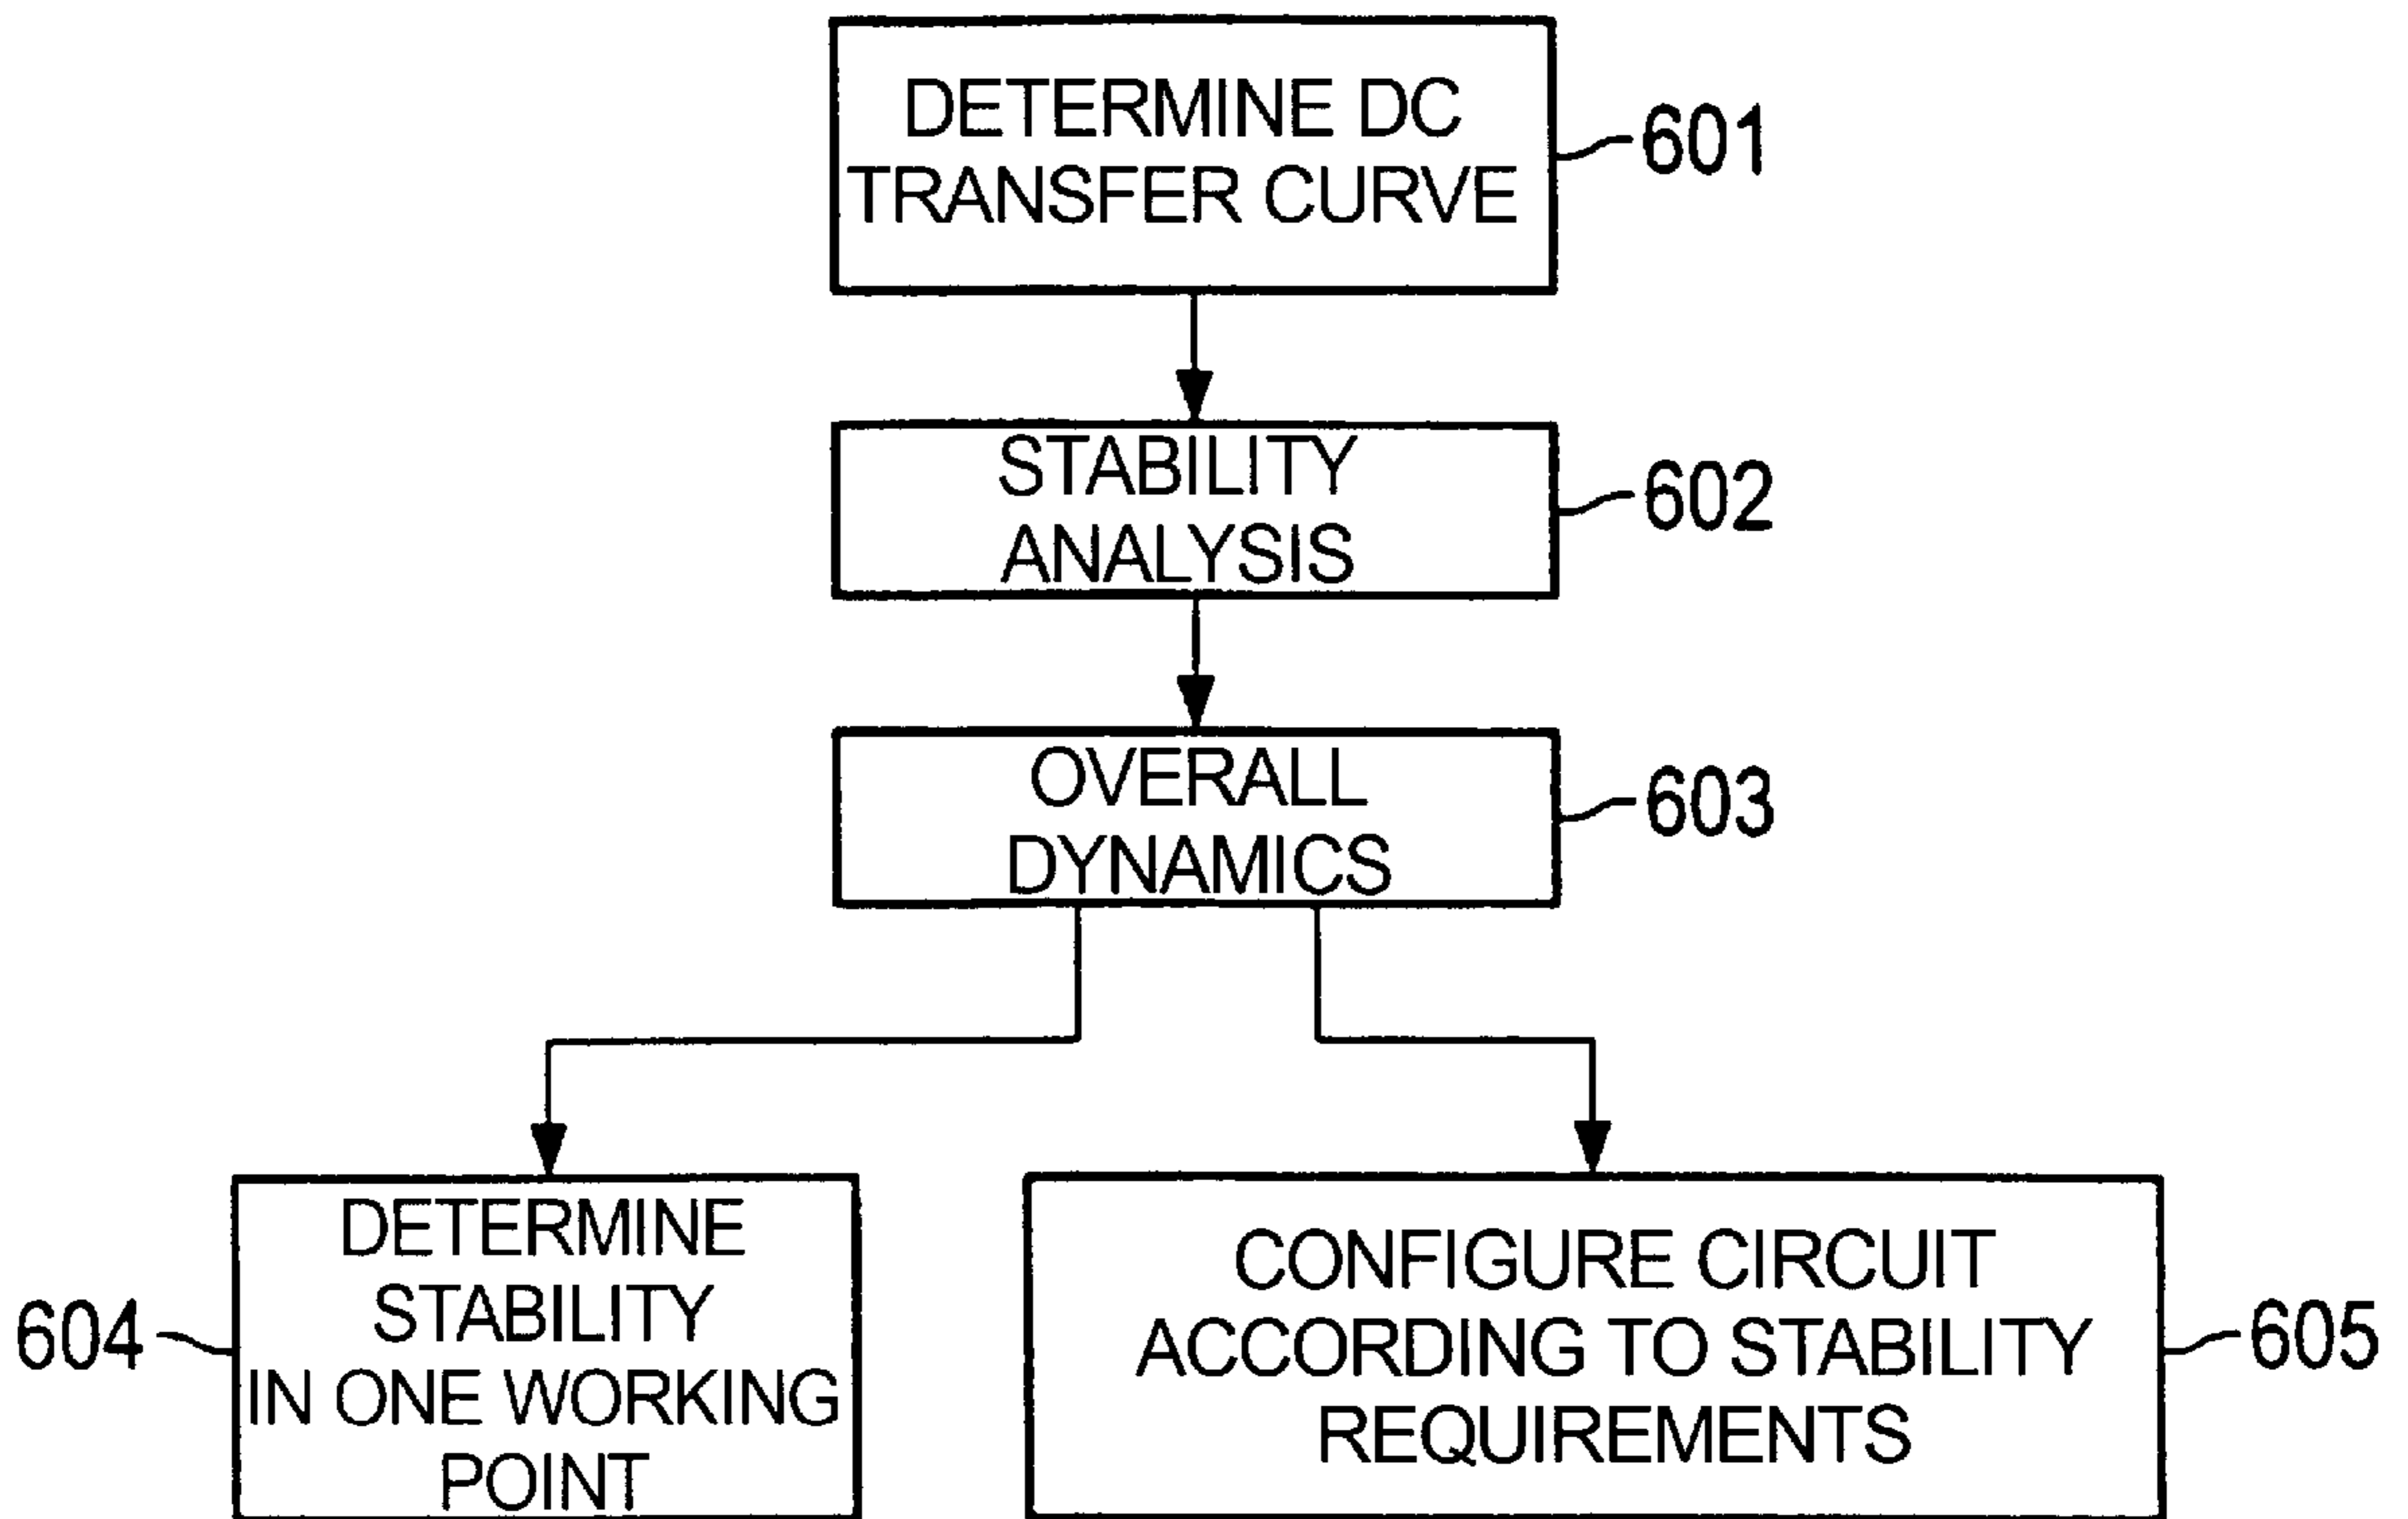 DETERMINE DC
TRANSFER CURVE
601
STABILITY
ANALYSIS
602
OVERALL
DYNAMICS
603
DETERMINE
STABILITY
IN ONE WORKING
POINT
604
CONFIGURE CIRCUIT
ACCORDING TO STABILITY
REQUIREMENTS
605